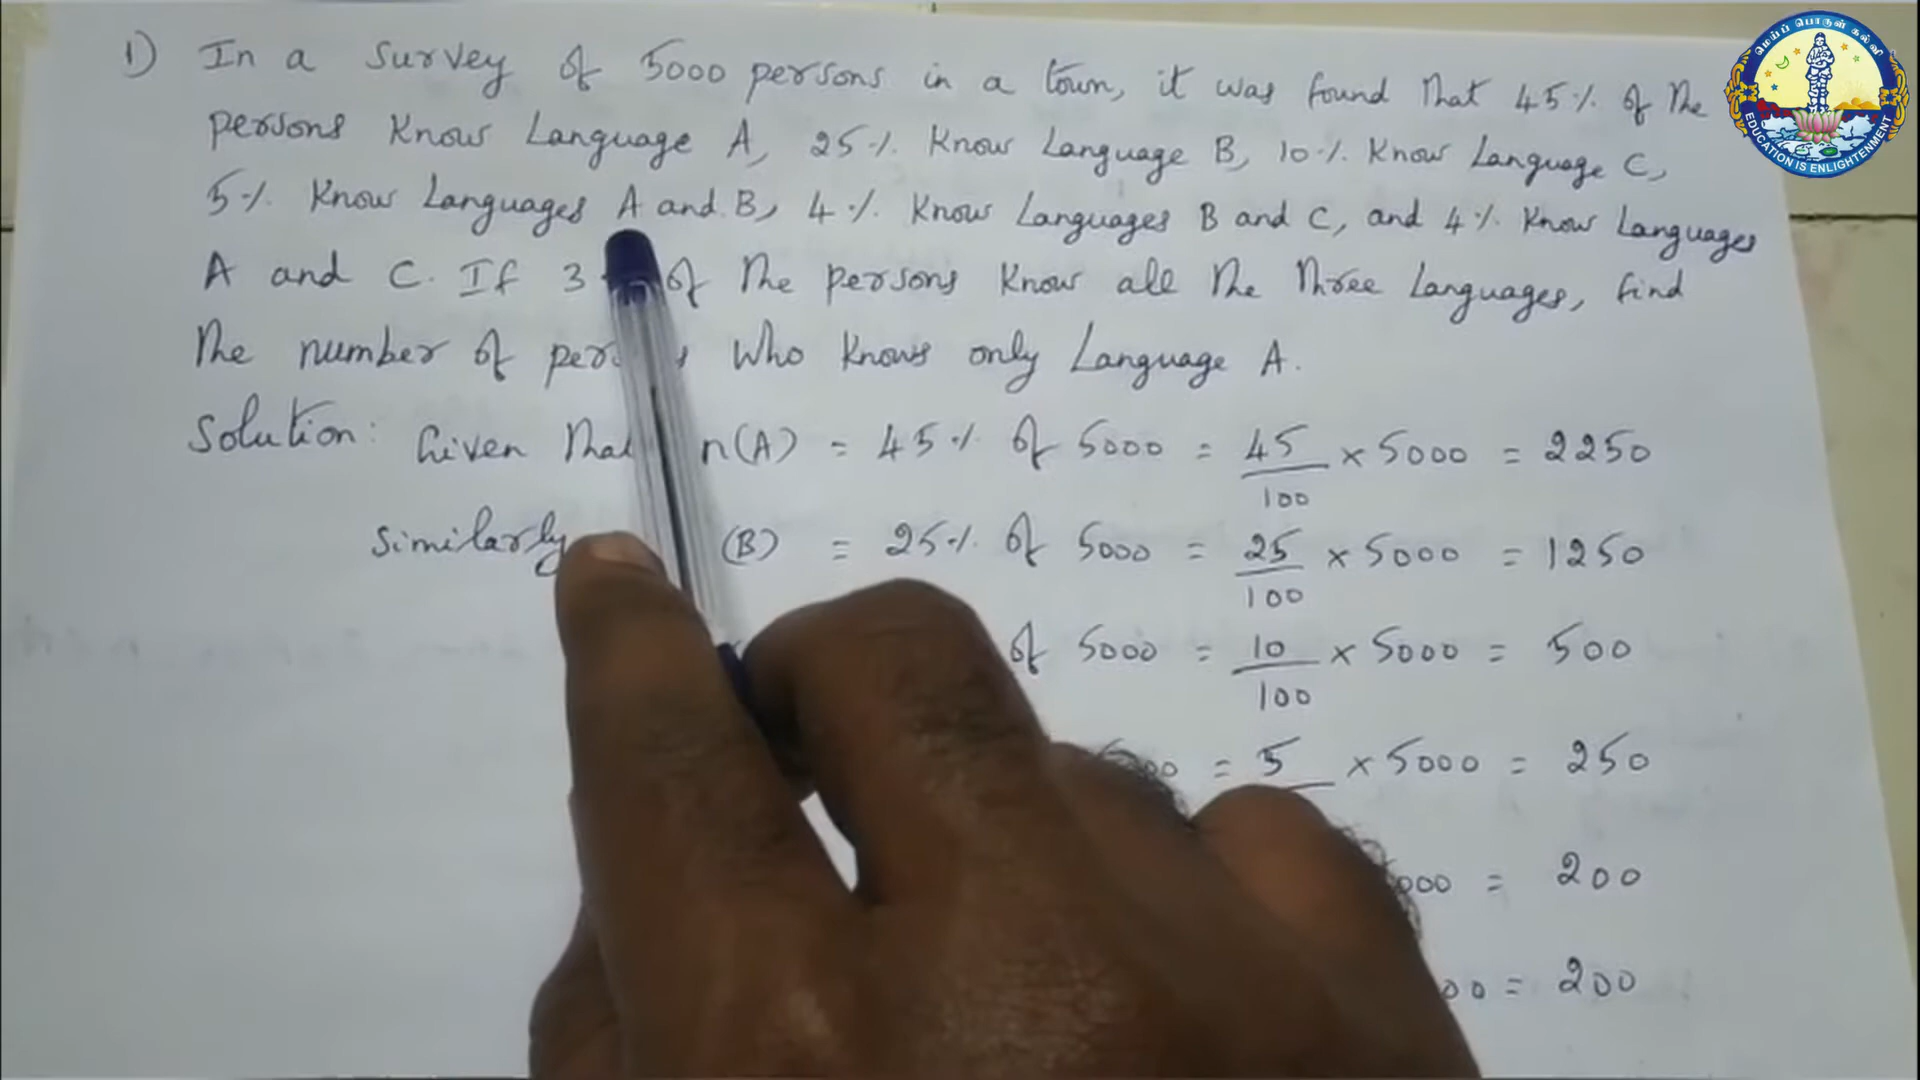 1) In a survey of 5000 persons in a town, it was found that 45% of the
persons know Language A, 25% know Language B, 10% know Language C,
5% know Languages A and B, 4% know Languages B and C, and 4% know Languages
A and C. If 3 of the persons know all the three Languages, find
the number of who knows only Language A.
Solution: Given that n(A) = 45% of 5000 = 45/100 x 5000 = 2250
Similarly (B) = 25% of 5000 = 25/100 x 5000 = 1250
of 5000 = 10/100 x 5000 = 500
= 5 x 5000 = 250
= 200
= 200
மெய்ப் பொருள் கல்வி
EDUCATION IS ENLIGHTENMENT